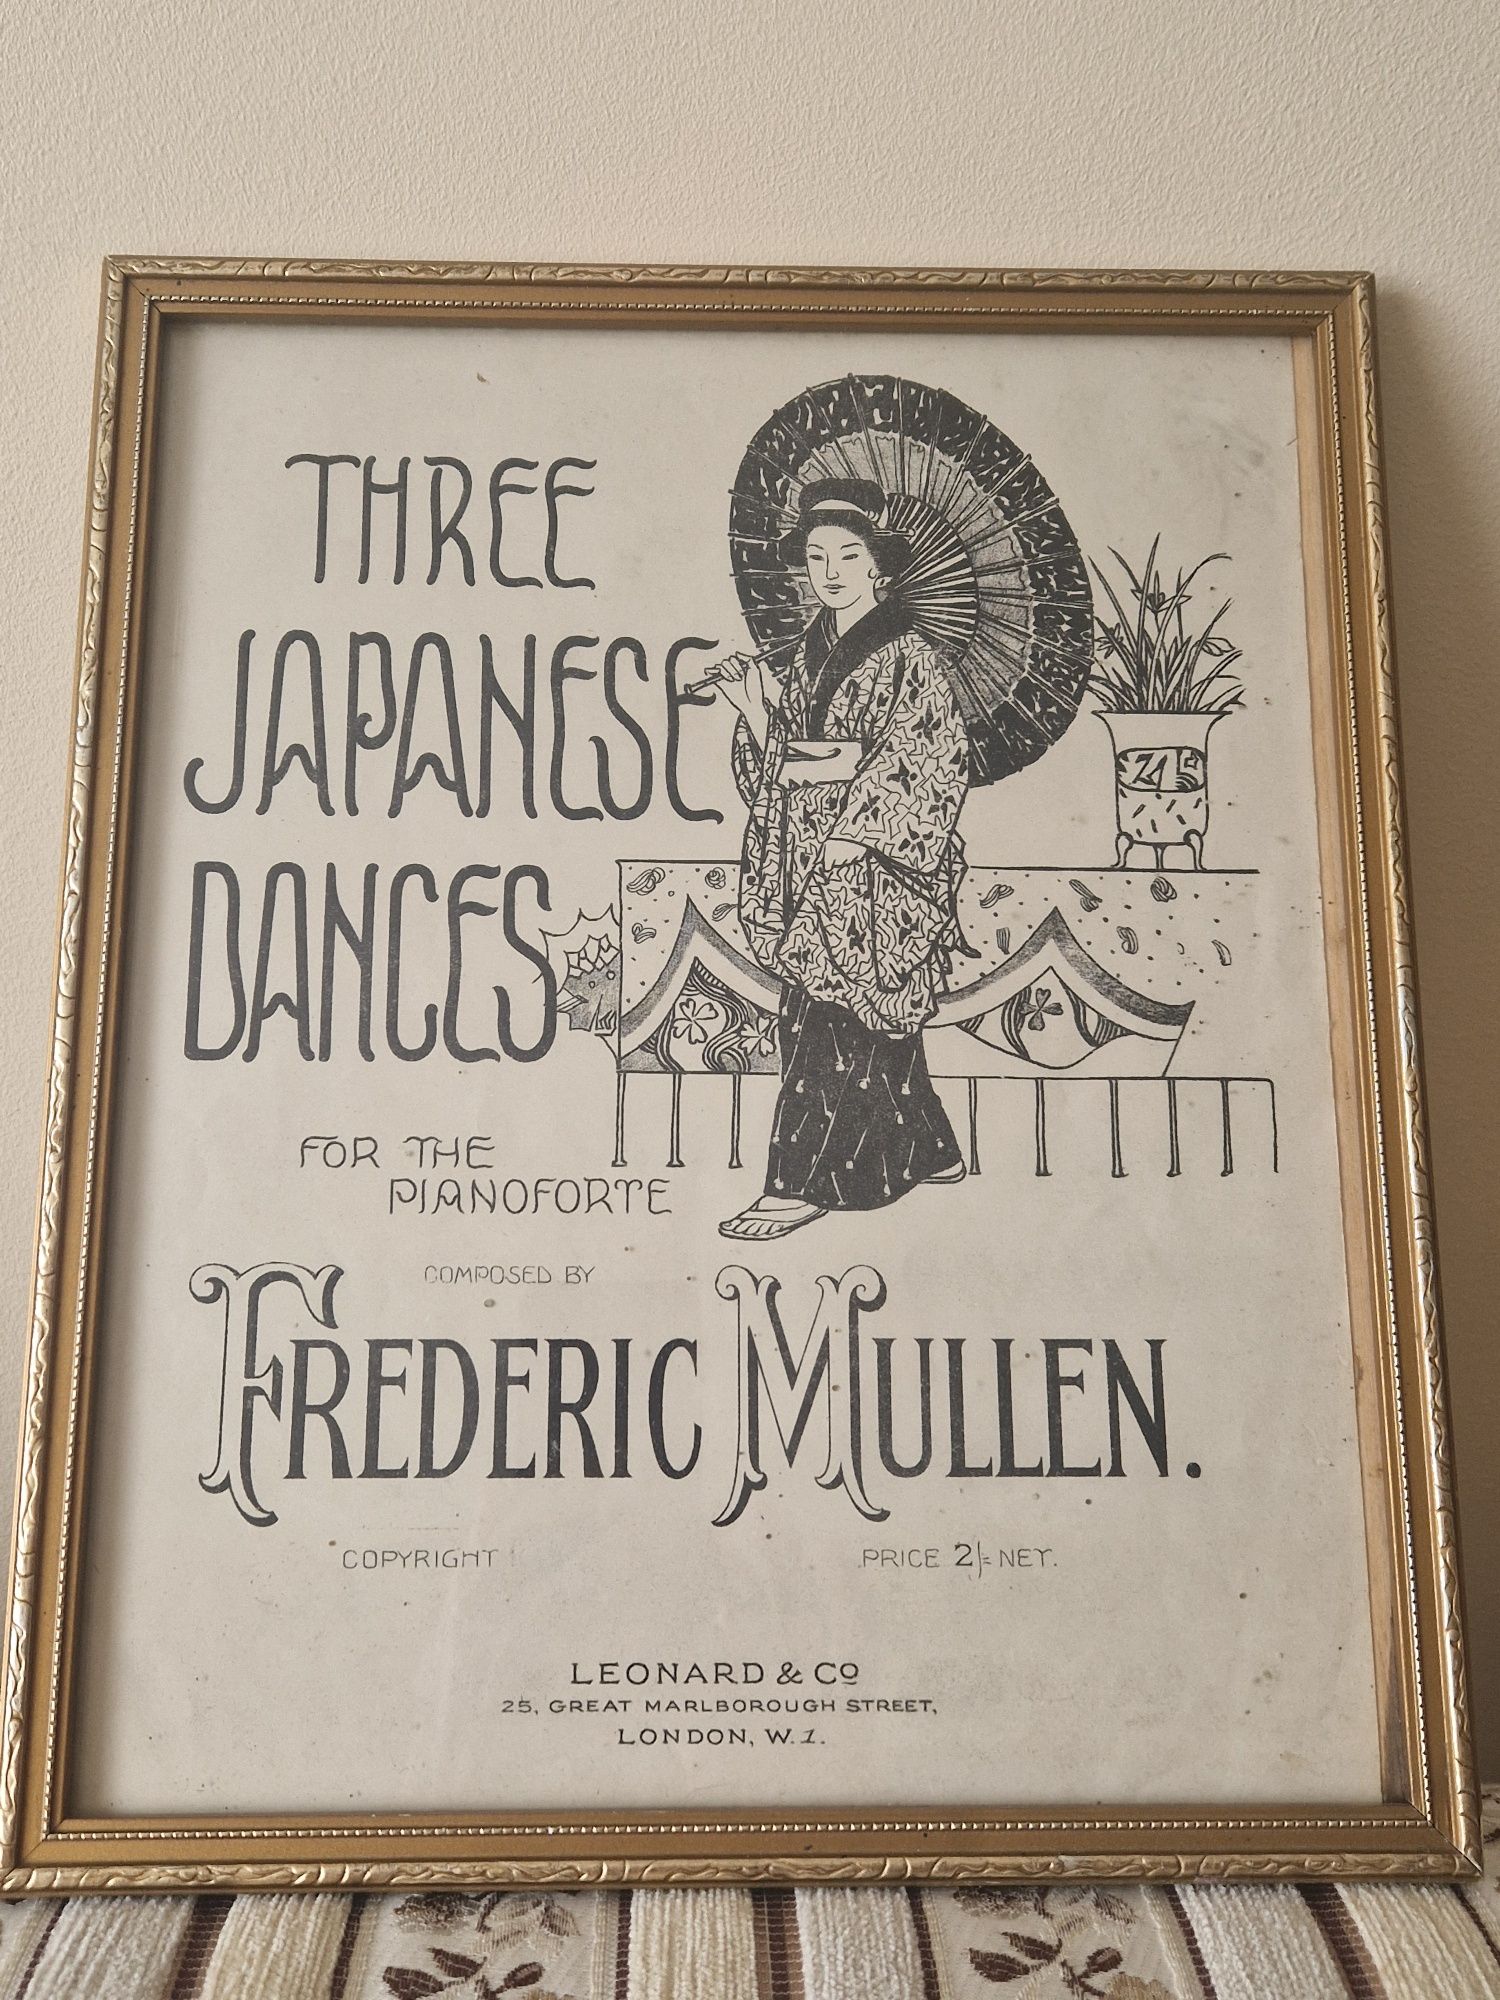 THREE
JAPANESE
DANCES
FOR THE
PIANOFORTE
COMPOSED BY
FREDERIC MULLEN.
COPYRIGHT
PRICE 2/= NET.
LEONARD & Cº
25, GREAT MARLBOROUGH STREET,
LONDON, W.1.